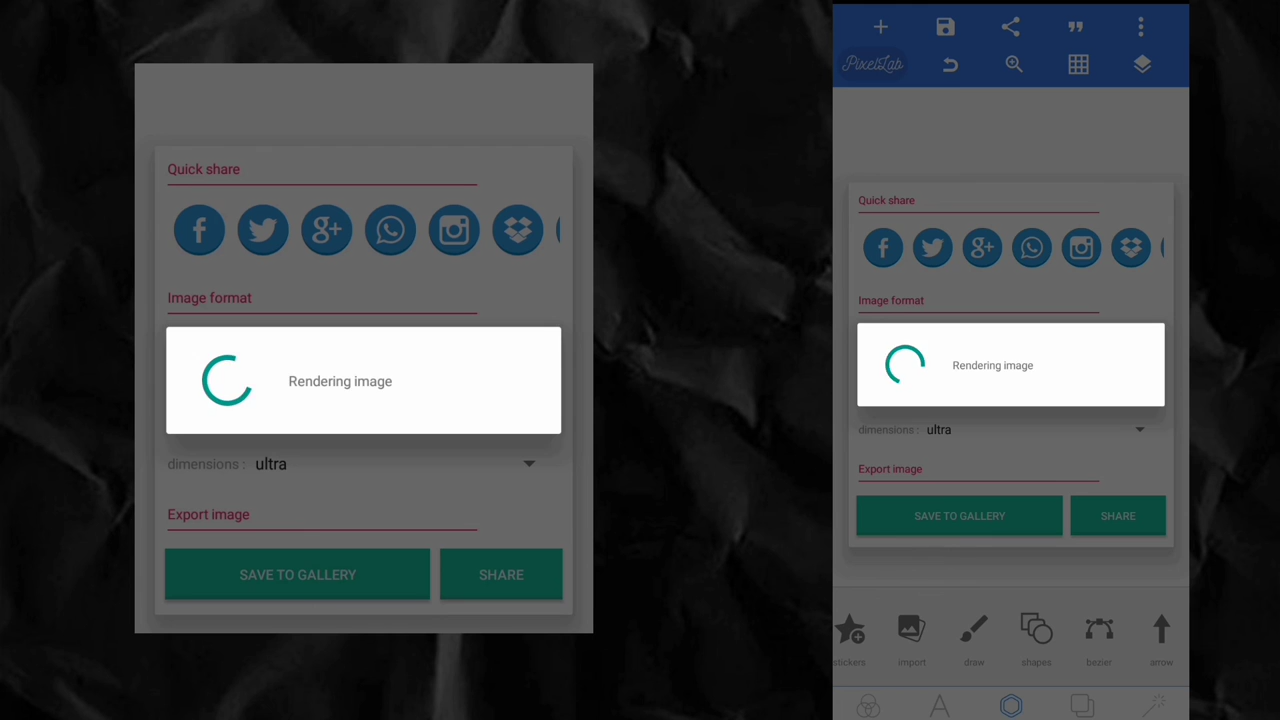 Quick share
Image format
Rendering image
dimensions : ultra
Export image
SAVE TO GALLERY SHARE
PixelLab
Quick share
Image format
Rendering image
dimensions : ultra
Export image
SAVE TO GALLERY SHARE
stickers import draw shapes bezier arrow